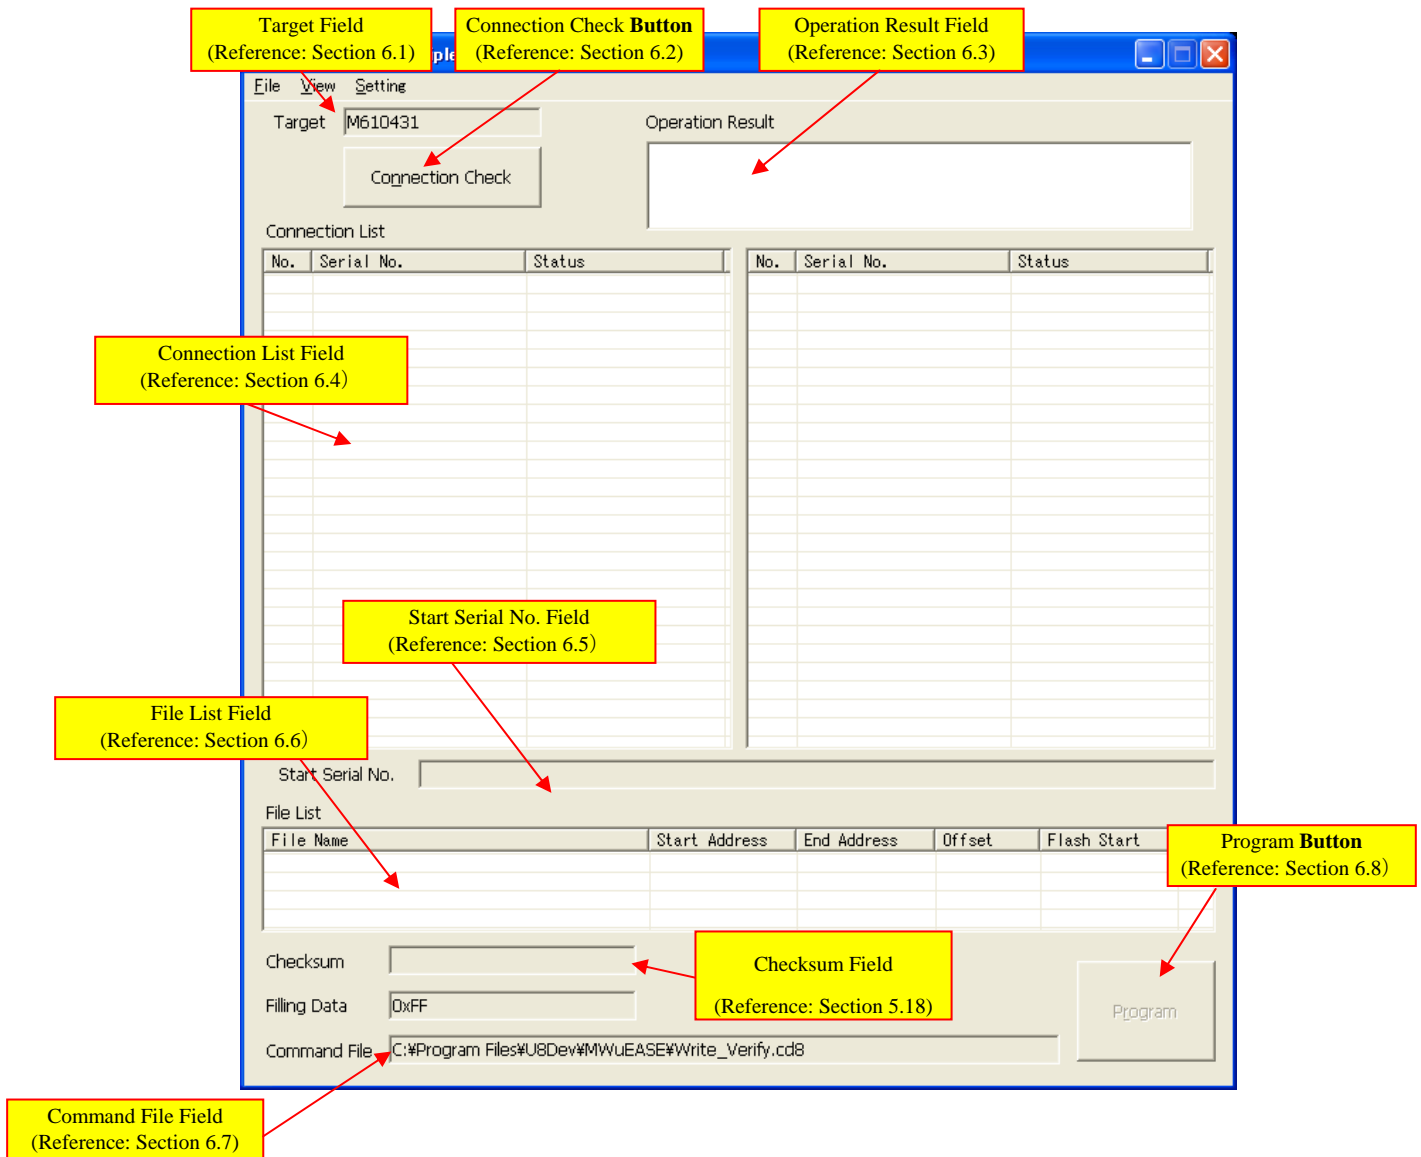 Target Field
(Reference: Section 6.1)
Connection Check Button
(Reference: Section 6.2)
Operation Result Field
(Reference: Section 6.3)
File View Setting
Target M610431
Operation Result
Connection Check
Connection List
No. Serial No. Status
No. Serial No. Status
Connection List Field
(Reference: Section 6.4)
Start Serial No. Field
(Reference: Section 6.5)
File List Field
(Reference: Section 6.6)
Start Serial No.
File List
File Name Start Address End Address Offset Flash Start
Program Button
(Reference: Section 6.8)
Checksum
Checksum Field
(Reference: Section 5.18)
Filling Data 0xFF
Program
Command File C:¥Program Files¥U8Dev¥MWuEASE¥Write_Verify.cd8
Command File Field
(Reference: Section 6.7)